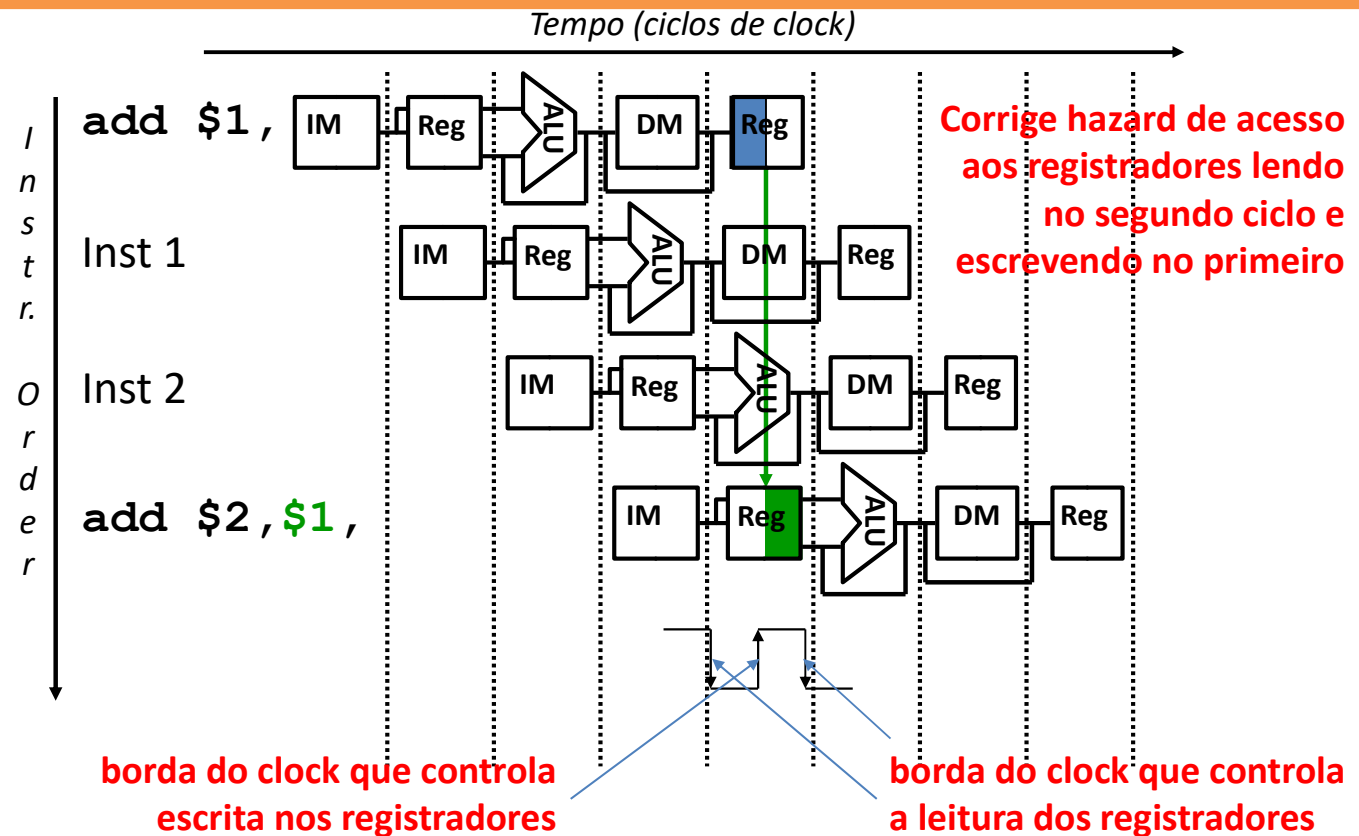 Tempo (ciclos de clock)
Instr. Order
add $1, IM Reg ALU DM Reg
Corrige hazard de acesso
aos registradores lendo
no segundo ciclo e
escrevendo no primeiro
Inst 1 IM Reg ALU DM Reg
Inst 2 IM Reg ALU DM Reg
add $2,$1, IM Reg ALU DM Reg
borda do clock que controla
escrita nos registradores
borda do clock que controla
a leitura dos registradores